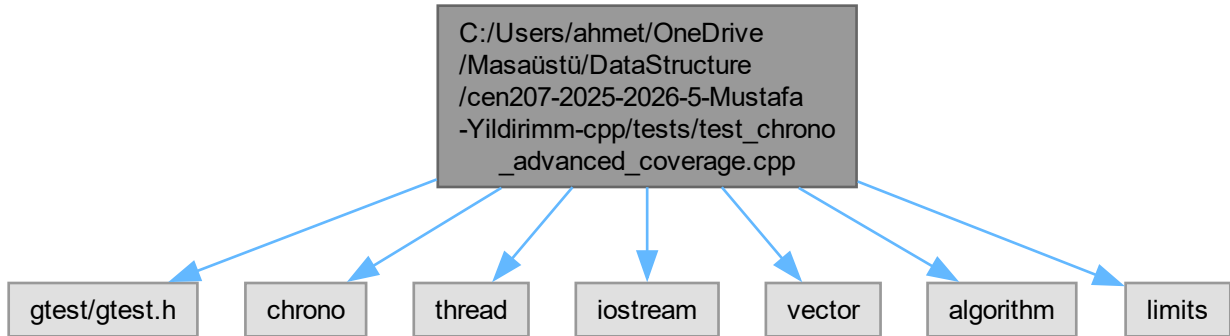 C:/Users/ahmet/OneDrive
/Masaüstü/DataStructure
/cen207-2025-2026-5-Mustafa
-Yildirimm-cpp/tests/test_chrono
_advanced_coverage.cpp
gtest/gtest.h
chrono
thread
iostream
vector
algorithm
limits